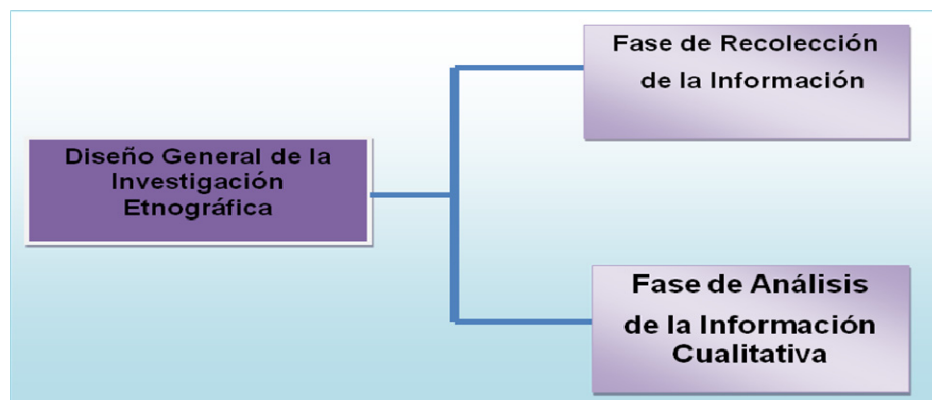 Fase de Recolección
de la Información
Diseño General de la
Investigación
Etnográfica
Fase de Análisis
de la Información
Cualitativa